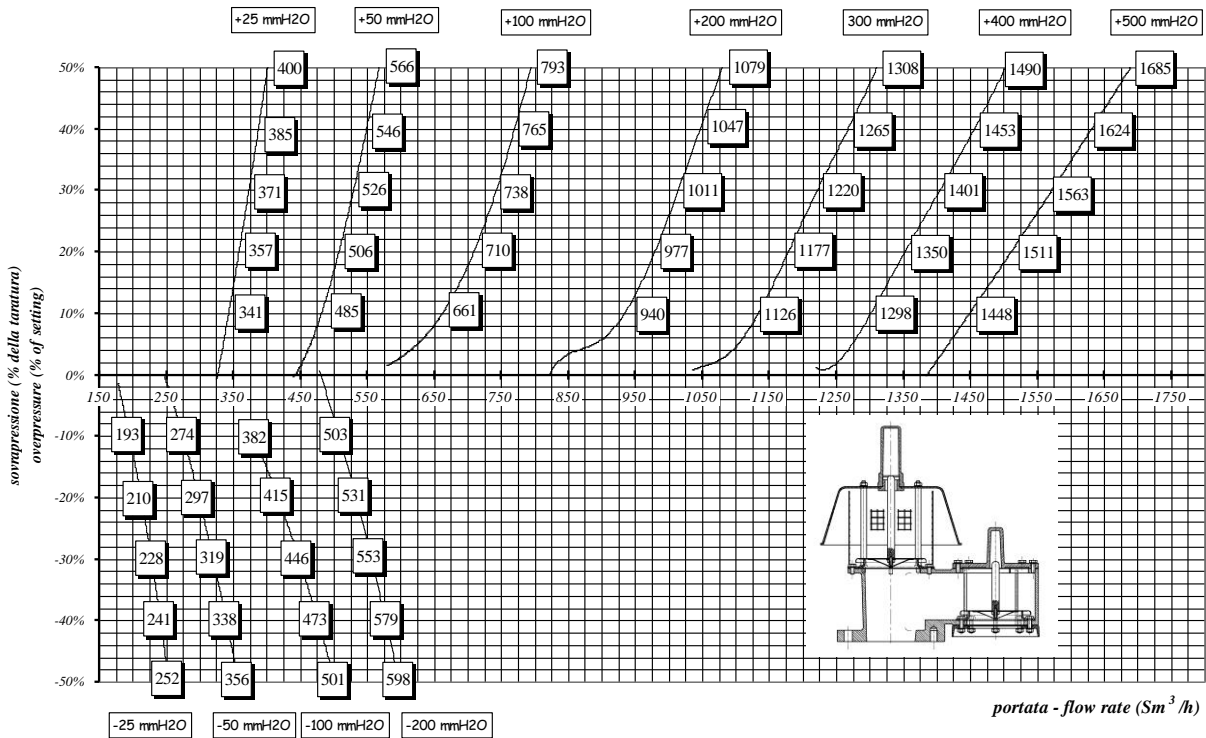 +25 mmH2O +50 mmH2O +100 mmH2O +200 mmH2O 300 mmH2O +400 mmH2O +500 mmH2O
50% 400 566 793 1079 1308 1490 1685
40% 385 546 765 1047 1265 1453 1624
30% 371 526 738 1011 1220 1401 1563
20% 357 506 710 977 1177 1350 1511
10% 341 485 661 940 1126 1298 1448
0%
150 250 350 450 550 650 750 850 950 1050 1150 1250 1350 1450 1550 1650 1750
-10% 193 274 382 503
-20% 210 297 415 531
-30% 228 319 446 553
-40% 241 338 473 579
-50% 252 356 501 598
sovrapressione (% della taratura)
overpressure (% of setting)
portata - flow rate (Sm³/h)
-25 mmH2O -50 mmH2O -100 mmH2O -200 mmH2O